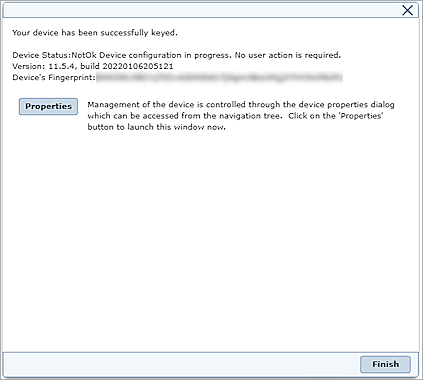 Your device has been successfully keyed.
Device Status:NotOk Device configuration in progress. No user action is required.
Version: 11.5.4, build 20220106205121
Device's Fingerprint:
Properties
Management of the device is controlled through the device properties dialog
which can be accessed from the navigation tree. Click on the 'Properties'
button to launch this window now.
Finish